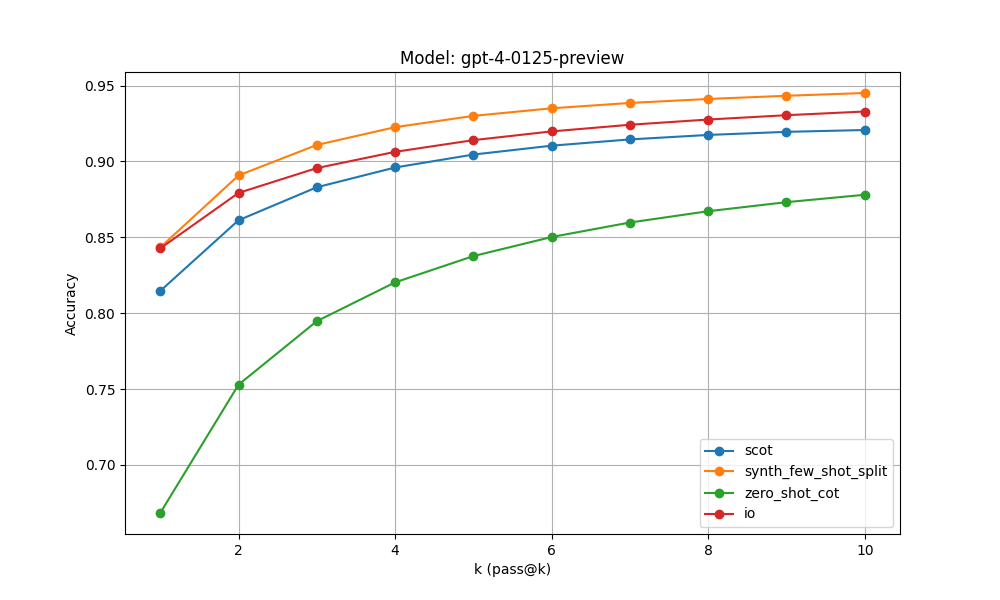 Model: gpt-4-0125-preview
0.95
0.90
0.85
0.80
0.75
0.70
Accuracy
2 4 6 8 10
k (pass@k)
scot
synth_few_shot_split
zero_shot_cot
io